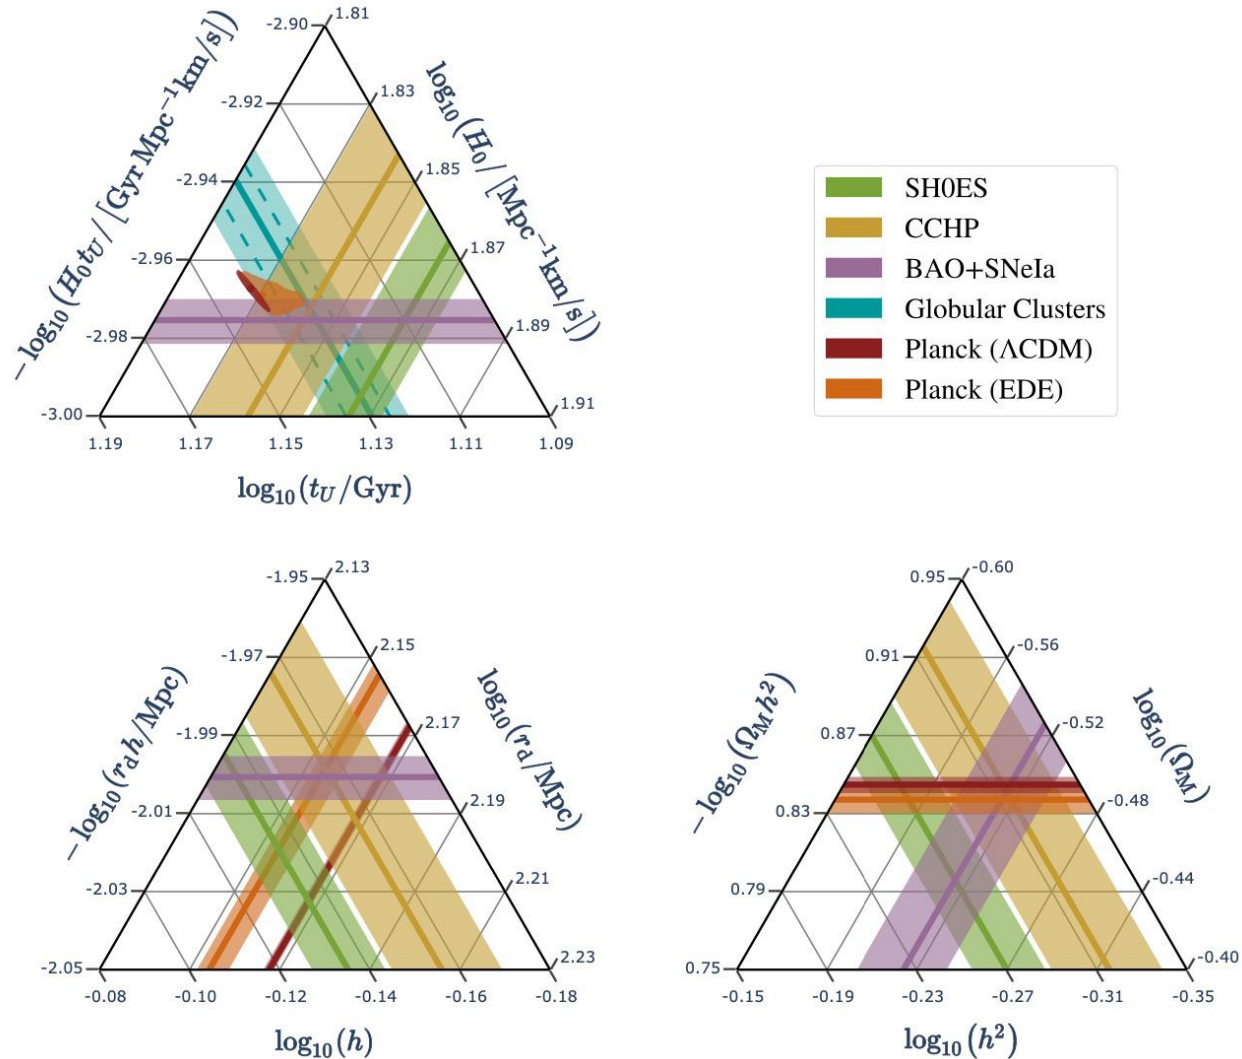 −log₁₀(H₀t_U/[Gyr Mpc⁻¹km/s])
-2.90
-2.92
-2.94
-2.96
-2.98
-3.00
1.81
1.83
1.85
1.87
1.89
1.91
log₁₀(H₀/[Mpc⁻¹km/s])
1.19 1.17 1.15 1.13 1.11 1.09
log₁₀(t_U/Gyr)
SH0ES
CCHP
BAO+SNeIa
Globular Clusters
Planck (ΛCDM)
Planck (EDE)
−log₁₀(r_d h/Mpc)
-1.95
-1.97
-1.99
-2.01
-2.03
-2.05
2.13
2.15
2.17
2.19
2.21
2.23
log₁₀(r_d/Mpc)
-0.08 -0.10 -0.12 -0.14 -0.16 -0.18
log₁₀(h)
−log₁₀(Ω_M h²)
0.95
0.91
0.87
0.83
0.79
0.75
-0.60
-0.56
-0.52
-0.48
-0.44
-0.40
log₁₀(Ω_M)
-0.15 -0.19 -0.23 -0.27 -0.31 -0.35
log₁₀(h²)